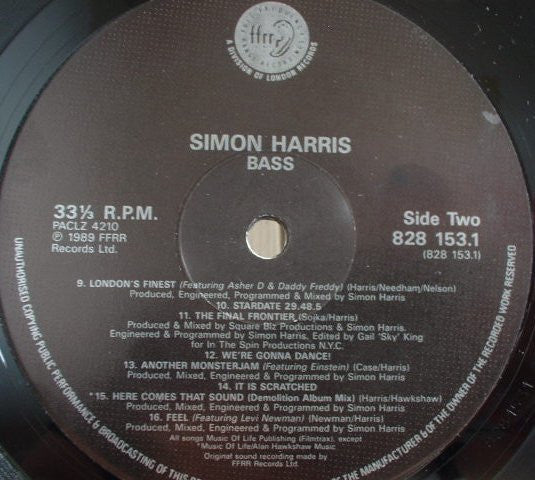 ffrr
A DIVISION OF LONDON RECORDS
SIMON HARRIS
BASS
33⅓ R.P.M.
PACLZ 4210
℗ 1989 FFRR
Records Ltd.
Side Two
828 153.1
(828 153.1)
9. LONDON'S FINEST (Featuring Asher D & Daddy Freddy) (Harris/Needham/Nelson)
Produced, Engineered, Programmed & Mixed by Simon Harris
10. STARDATE 29.48.5
11. THE FINAL FRONTIER (Sojka/Harris)
Produced & Mixed by Square Biz Productions & Simon Harris.
Engineered & Programmed by Simon Harris, Edited by Gail 'Sky' King
for In The Spin Productions N.Y.C.
12. WE'RE GONNA DANCE!
13. ANOTHER MONSTERJAM (Featuring Einstein) (Case/Harris)
Produced, Mixed, Engineered & Programmed by Simon Harris
14. IT IS SCRATCHED
*15. HERE COMES THAT SOUND (Demolition Album Mix) (Harris/Hawkshaw)
Produced, Mixed, Engineered & Programmed by Simon Harris
16. FEEL (Featuring Levi Newman) (Newman/Harris)
Produced, Mixed, Engineered & Programmed by Simon Harris
All songs Music Of Life Publishing (Filmtrax), except
*Music Of Life/Alan Hawkshaw Music
Original sound recording made by
FFRR Records Ltd.
UNAUTHORISED COPYING PUBLIC PERFORMANCE & BROADCASTING OF THIS
MANUFACTURER & OF THE OWNER OF THE RECORDED WORK RESERVED